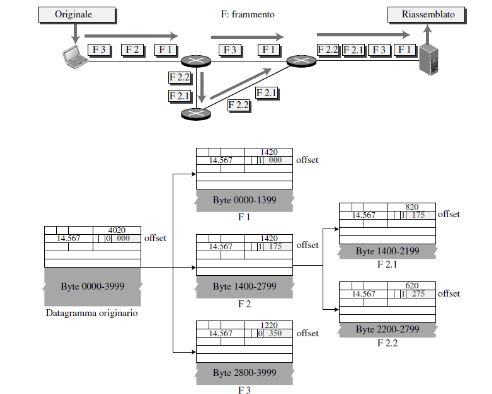 Originale
F: frammento
Riassemblato
F 3 F 2 F 1
F 3 F 1
F 2.2 F 2.1 F 3 F 1
F 2.2
F 2.1
F 2.1
F 2.2
1420
14.567 1 000 offset
Byte 0000-1399
F 1
4020
14.567 0 000 offset
Byte 0000-3999
Datagramma originario
1420
14.567 1 175 offset
Byte 1400-2799
F 2
820
14.567 1 175 offset
Byte 1400-2199
F 2.1
620
14.567 1 275 offset
Byte 2200-2799
F 2.2
1220
14.567 0 350 offset
Byte 2800-3999
F 3